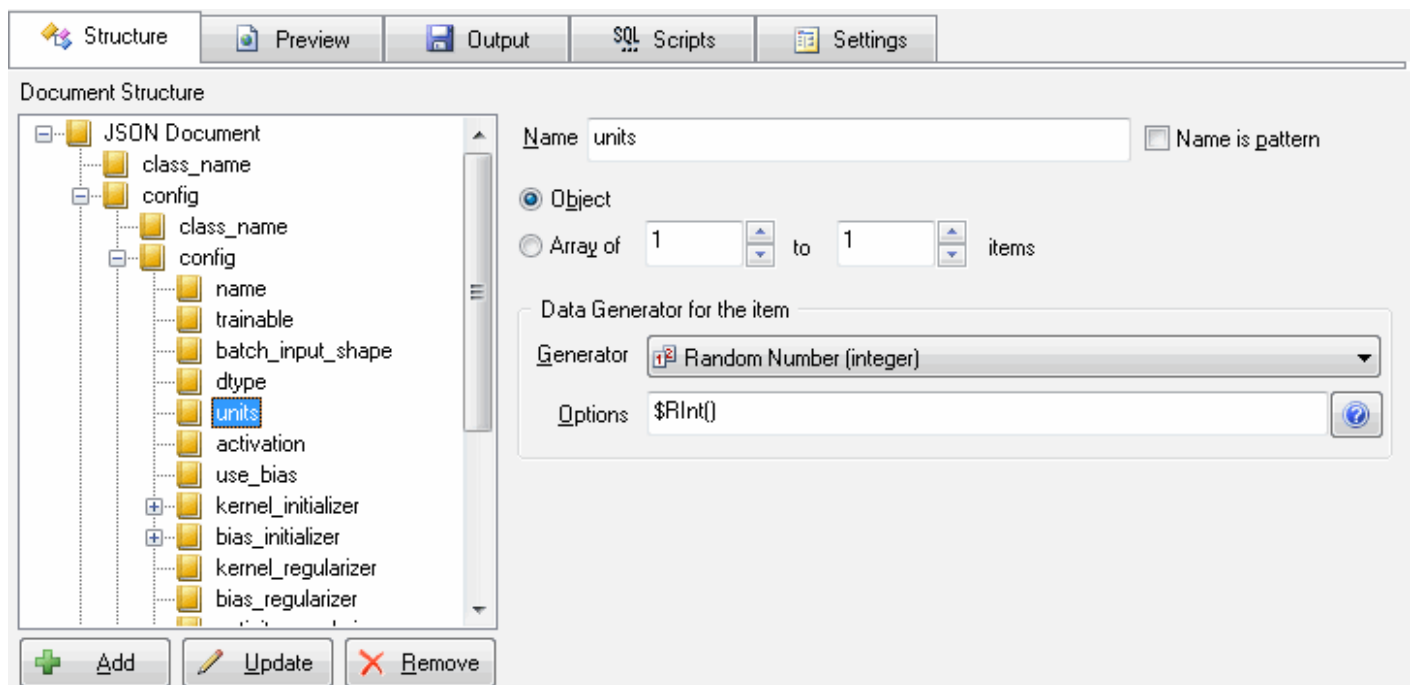 Structure Preview Output SQL Scripts Settings
Document Structure
JSON Document
class_name
config
class_name
config
name
trainable
batch_input_shape
dtype
units
activation
use_bias
kernel_initializer
bias_initializer
kernel_regularizer
bias_regularizer
Add Update Remove
Name units Name is pattern
Object
Array of 1 to 1 items
Data Generator for the item
Generator 12 Random Number (integer)
Options $RInt() ?